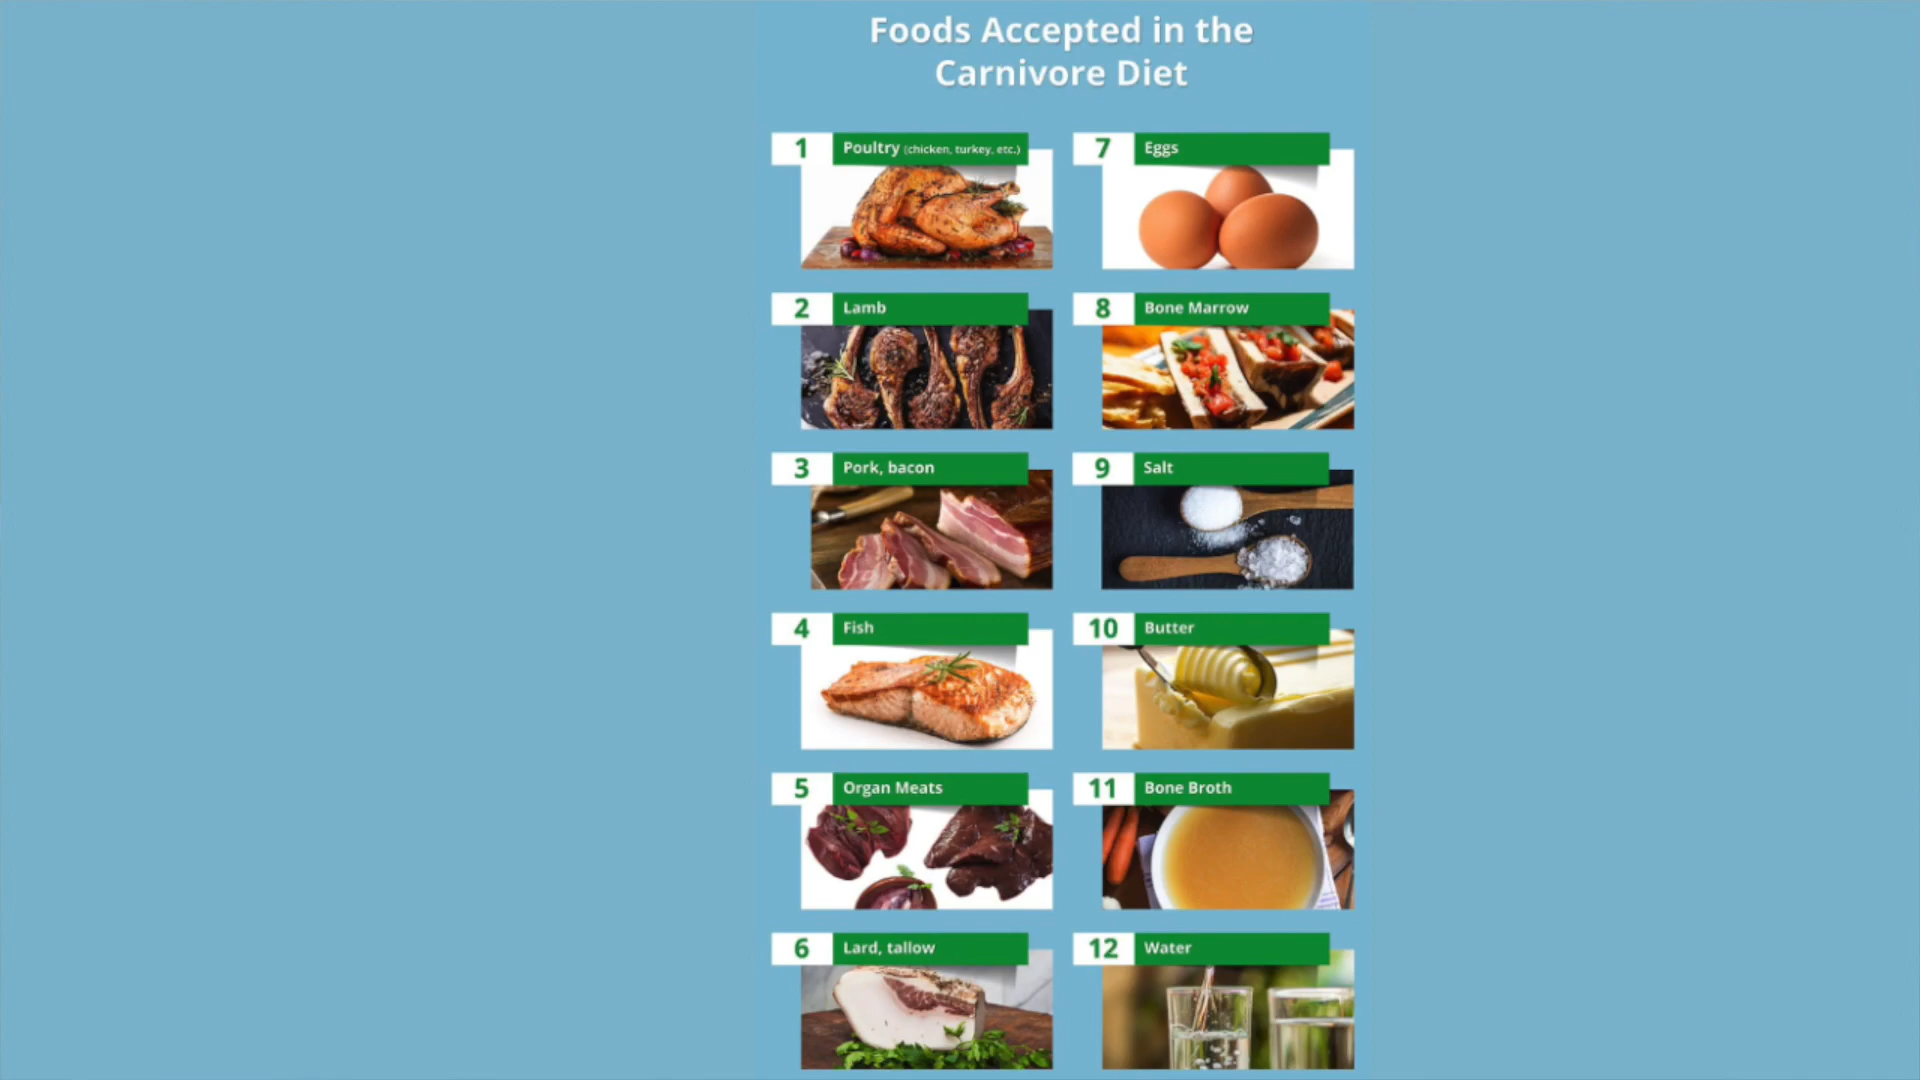 Foods Accepted in the
Carnivore Diet
1 Poultry (chicken, turkey, etc.)
2 Lamb
3 Pork, bacon
4 Fish
5 Organ Meats
6 Lard, tallow
7 Eggs
8 Bone Marrow
9 Salt
10 Butter
11 Bone Broth
12 Water